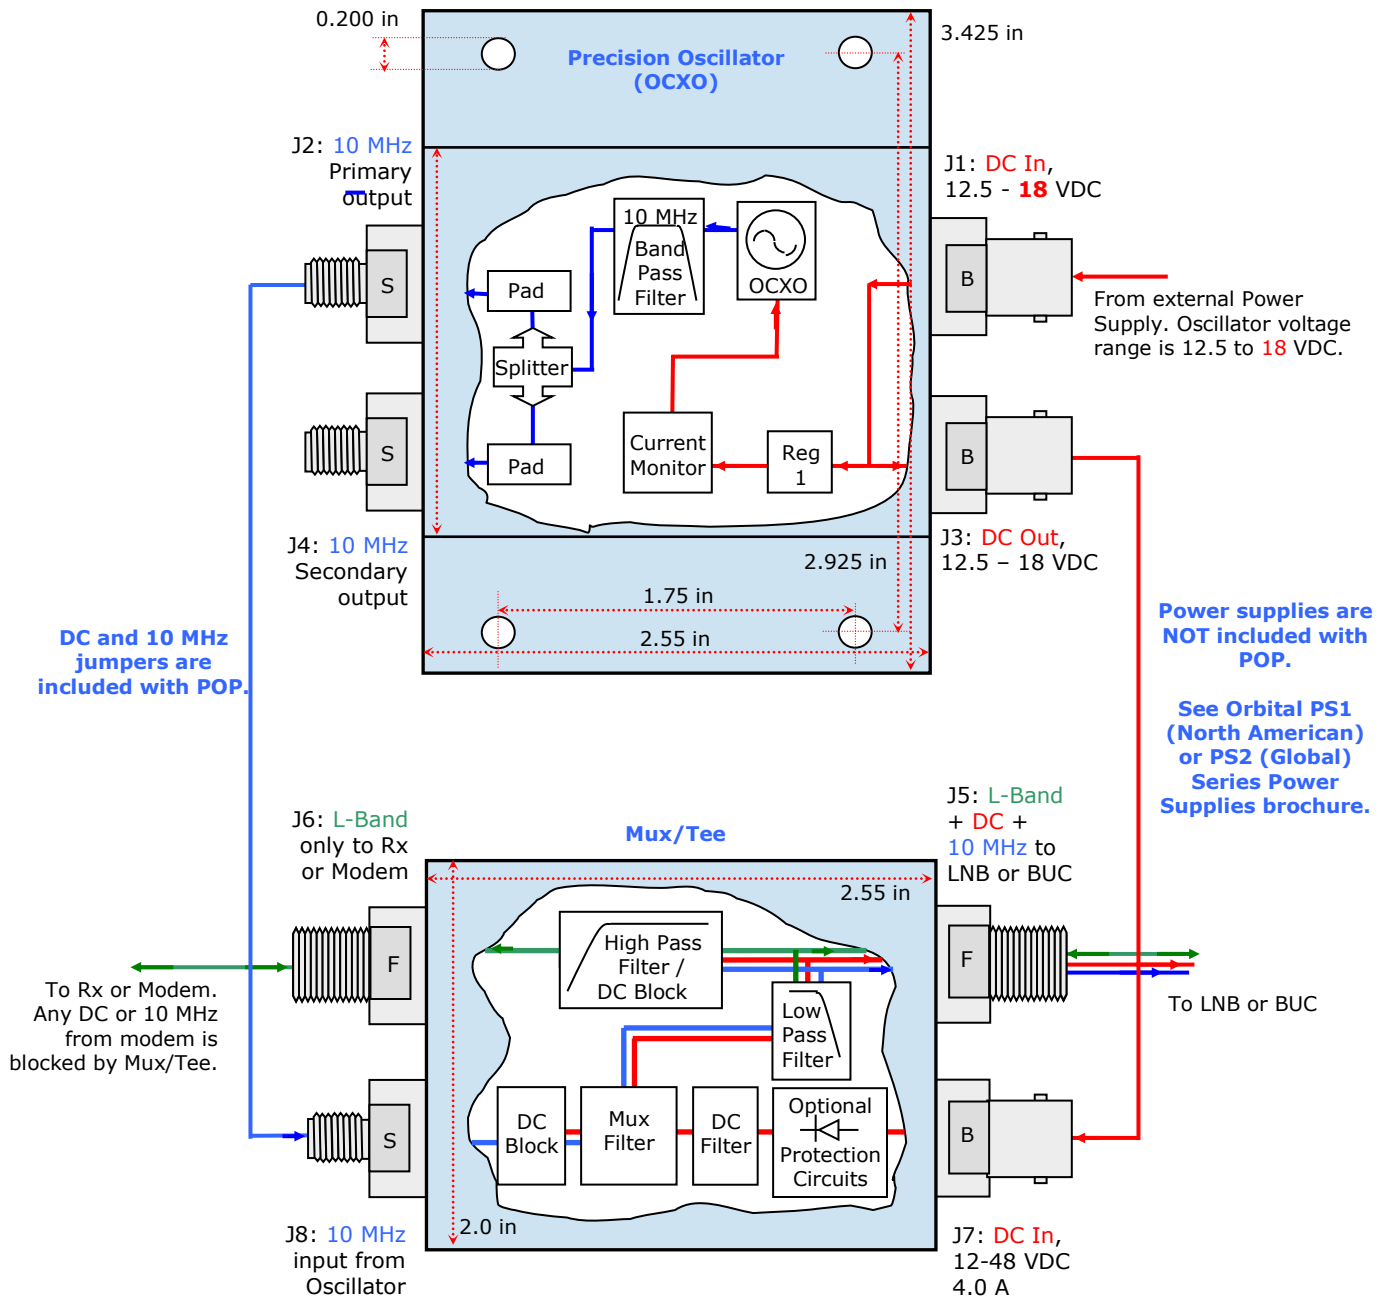 0.200 in
3.425 in
Precision Oscillator
(OCXO)
J2: 10 MHz
Primary
output
J1: DC In,
12.5 - 18 VDC
10 MHz
Band
Pass
Filter
OCXO
Pad
Splitter
Pad
Current
Monitor
Reg
1
S
S
B
B
From external Power
Supply. Oscillator voltage
range is 12.5 to 18 VDC.
J4: 10 MHz
Secondary
output
J3: DC Out,
12.5 – 18 VDC
2.925 in
1.75 in
2.55 in
DC and 10 MHz
jumpers are
included with POP.
Power supplies are
NOT included with
POP.
See Orbital PS1
(North American)
or PS2 (Global)
Series Power
Supplies brochure.
J6: L-Band
only to Rx
or Modem
Mux/Tee
J5: L-Band
+ DC +
10 MHz to
LNB or BUC
2.55 in
F
High Pass
Filter /
DC Block
F
Low
Pass
Filter
To Rx or Modem.
Any DC or 10 MHz
from modem is
blocked by Mux/Tee.
To LNB or BUC
S
DC
Block
Mux
Filter
DC
Filter
Optional
Protection
Circuits
B
2.0 in
J8: 10 MHz
input from
Oscillator
J7: DC In,
12-48 VDC
4.0 A